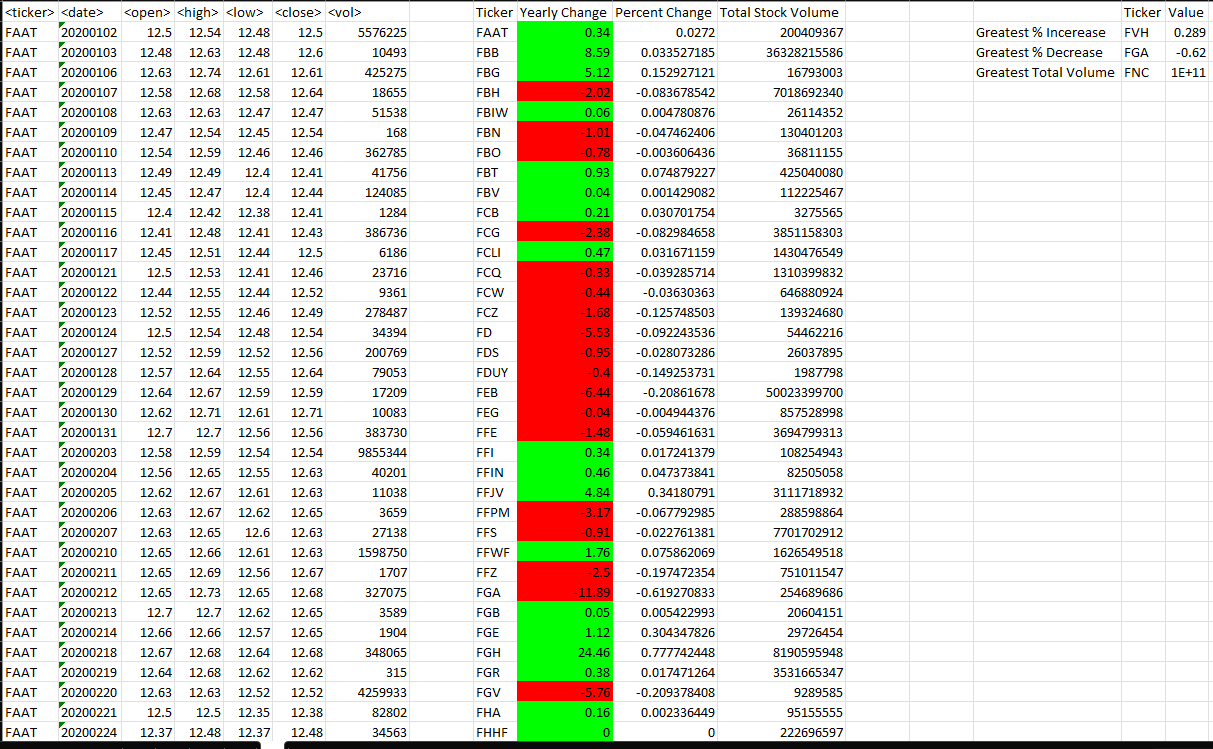 <ticker> <date> <open> <high> <low> <close> <vol> Ticker Yearly Change Percent Change Total Stock Volume Ticker Value
FAAT 20200102 12.5 12.54 12.48 12.5 5576225 FAAT 0.34 0.0272 200409367 Greatest % Incerease FVH 0.289
FAAT 20200103 12.48 12.63 12.48 12.6 10493 FBB 8.59 0.033527185 36328215586 Greatest % Decrease FGA -0.62
FAAT 20200106 12.63 12.74 12.61 12.61 425275 FBG 5.12 0.152927121 16793003 Greatest Total Volume FNC 1E+11
FAAT 20200107 12.58 12.68 12.58 12.64 18655 FBH -2.02 -0.083678542 7018692340
FAAT 20200108 12.63 12.63 12.47 12.47 51538 FBIW 0.06 0.004780876 26114352
FAAT 20200109 12.47 12.54 12.45 12.54 168 FBN -1.01 -0.047462406 130401203
FAAT 20200110 12.54 12.59 12.46 12.46 362785 FBO -0.78 -0.003606436 36811155
FAAT 20200113 12.49 12.49 12.4 12.41 41756 FBT 0.93 0.074879227 425040080
FAAT 20200114 12.45 12.47 12.4 12.44 124085 FBV 0.04 0.001429082 112225467
FAAT 20200115 12.4 12.42 12.38 12.41 1284 FCB 0.21 0.030701754 3275565
FAAT 20200116 12.41 12.48 12.41 12.43 386736 FCG -2.38 -0.082984658 3851158303
FAAT 20200117 12.45 12.51 12.44 12.5 6186 FCLI 0.47 0.031671159 1430476549
FAAT 20200121 12.5 12.53 12.41 12.46 23716 FCQ -0.33 -0.039285714 1310399832
FAAT 20200122 12.44 12.55 12.44 12.52 9361 FCW -0.44 -0.03630363 646880924
FAAT 20200123 12.52 12.55 12.46 12.49 278487 FCZ -1.68 -0.125748503 139324680
FAAT 20200124 12.5 12.54 12.48 12.54 34394 FD -5.53 -0.092243536 54462216
FAAT 20200127 12.52 12.59 12.52 12.56 200769 FDS -0.95 -0.028073286 26037895
FAAT 20200128 12.57 12.64 12.55 12.64 79053 FDUY -0.4 -0.149253731 1987798
FAAT 20200129 12.64 12.67 12.59 12.59 17209 FEB -6.44 -0.20861678 50023399700
FAAT 20200130 12.62 12.71 12.61 12.71 10083 FEG -0.04 -0.004944376 857528998
FAAT 20200131 12.7 12.7 12.56 12.56 383730 FFE -1.48 -0.059461631 3694799313
FAAT 20200203 12.58 12.59 12.54 12.54 9855344 FFI 0.34 0.017241379 108254943
FAAT 20200204 12.56 12.65 12.55 12.63 40201 FFIN 0.46 0.047373841 82505058
FAAT 20200205 12.62 12.67 12.61 12.63 11038 FFJV 4.84 0.34180791 3111718932
FAAT 20200206 12.63 12.67 12.62 12.65 3659 FFPM -3.17 -0.067792985 288598864
FAAT 20200207 12.63 12.65 12.6 12.63 27138 FFS -0.91 -0.022761381 7701702912
FAAT 20200210 12.65 12.66 12.61 12.63 1598750 FFWF 1.76 0.075862069 1626549518
FAAT 20200211 12.65 12.69 12.56 12.67 1707 FFZ -2.5 -0.197472354 751011547
FAAT 20200212 12.65 12.73 12.65 12.68 327075 FGA -11.89 -0.619270833 254689686
FAAT 20200213 12.7 12.7 12.62 12.65 3589 FGB 0.05 0.005422993 20604151
FAAT 20200214 12.66 12.66 12.57 12.65 1904 FGE 1.12 0.304347826 29726454
FAAT 20200218 12.67 12.68 12.64 12.68 348065 FGH 24.46 0.777742448 8190595948
FAAT 20200219 12.64 12.68 12.62 12.62 315 FGR 0.38 0.017471264 3531665347
FAAT 20200220 12.63 12.63 12.52 12.52 4259933 FGV -5.76 -0.209378408 9289585
FAAT 20200221 12.5 12.5 12.35 12.38 82802 FHA 0.16 0.002336449 95155555
FAAT 20200224 12.37 12.48 12.37 12.48 34563 FHHF 0 0 222696597